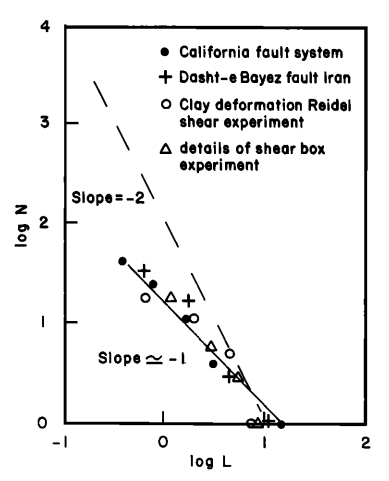 4
3
2
1
0
log N
California fault system
Dasht-e Bayez fault Iran
Clay deformation Reidel
shear experiment
details of shear box
experiment
Slope=-2
Slope ≃ -1
-1
0
1
2
log L